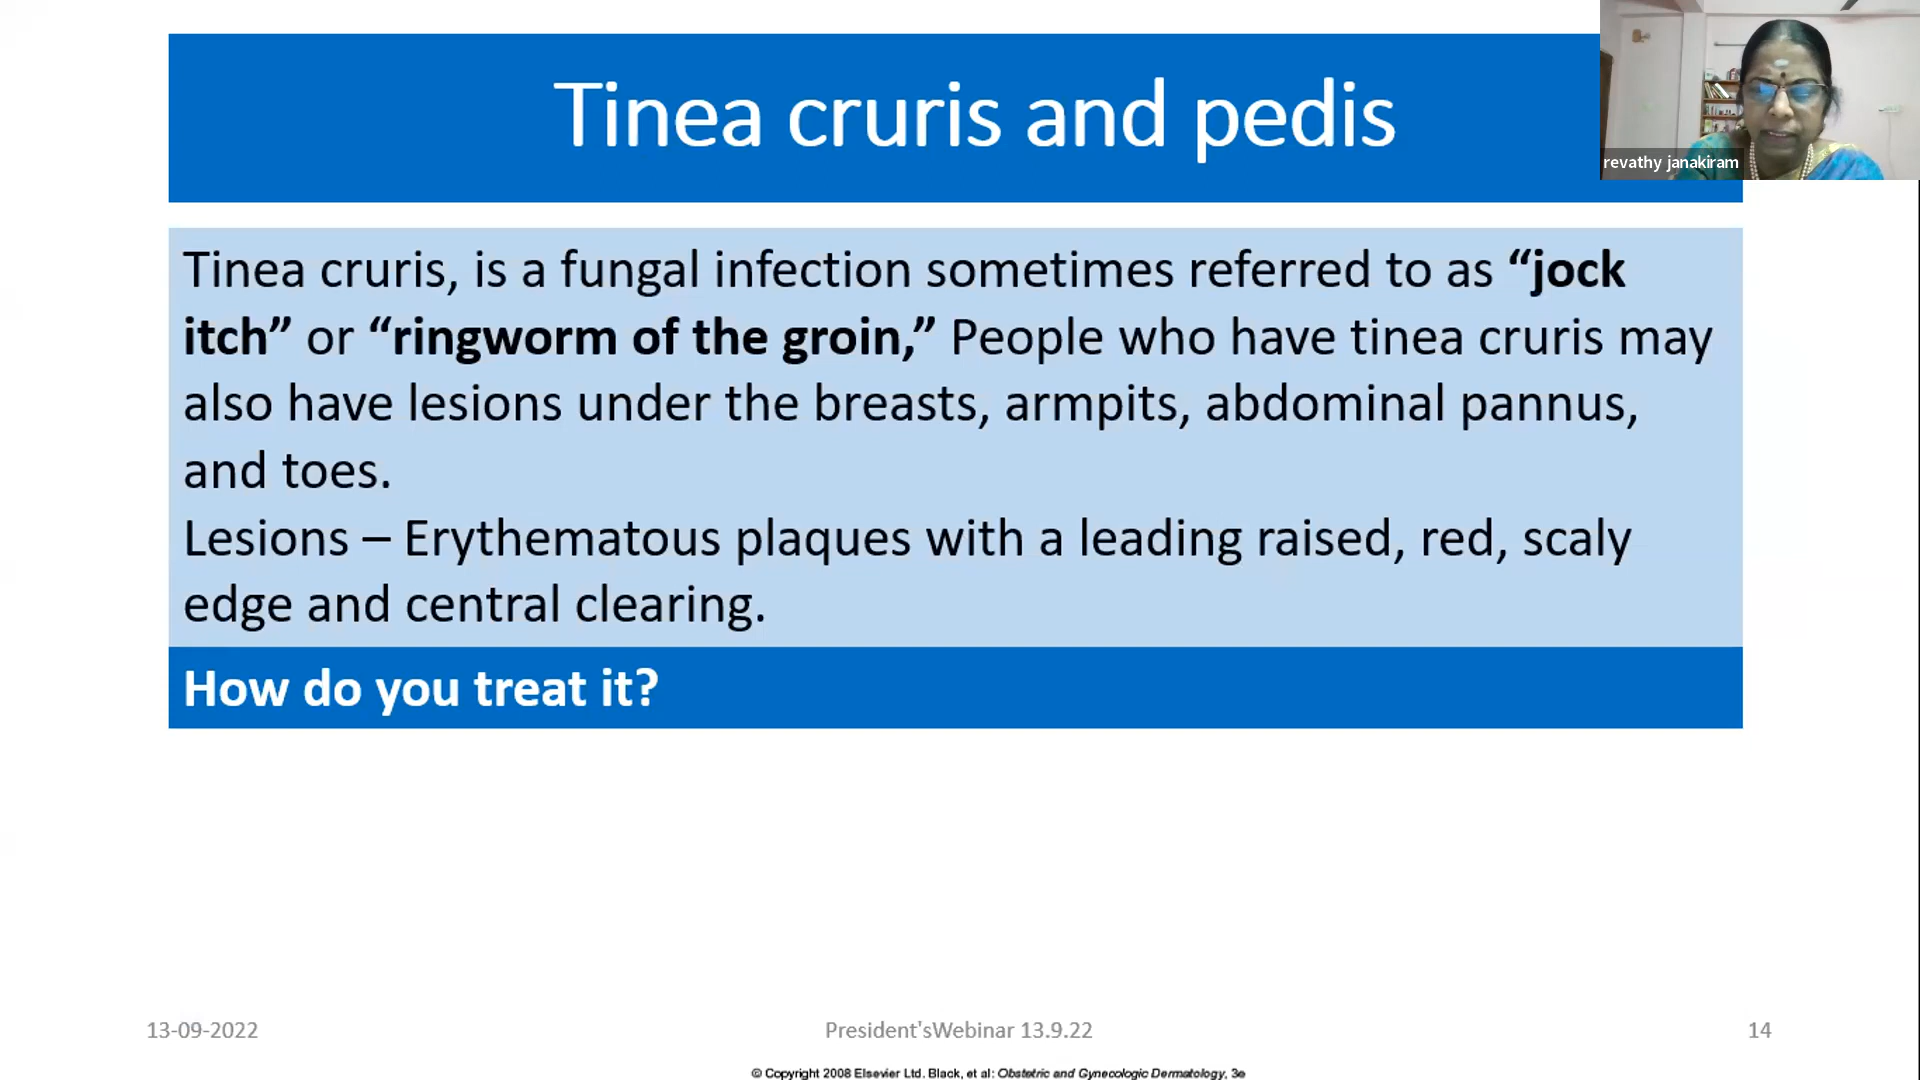 Tinea cruris and pedis
revathy janakiram
Tinea cruris, is a fungal infection sometimes referred to as “jock
itch” or “ringworm of the groin,” People who have tinea cruris may
also have lesions under the breasts, armpits, abdominal pannus,
and toes.
Lesions – Erythematous plaques with a leading raised, red, scaly
edge and central clearing.
How do you treat it?
13-09-2022
President'sWebinar 13.9.22
14
© Copyright 2008 Elsevier Ltd. Black, et al: Obstetric and Gynecologic Dermatology, 3e